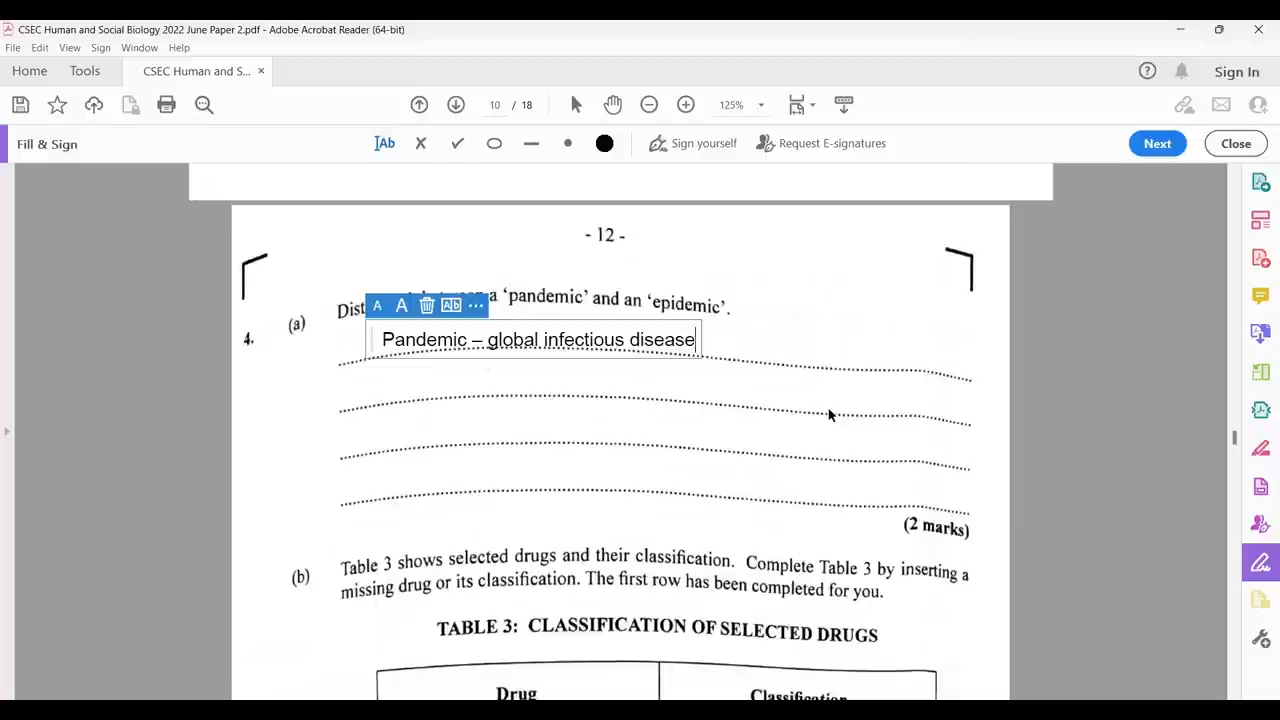 CSEC Human and Social Biology 2022 June Paper 2.pdf - Adobe Acrobat Reader (64-bit)
File Edit View Sign Window Help
Home Tools CSEC Human and S... × Sign In
10 / 18 125%
Fill & Sign Ab Sign yourself Request E-signatures Next Close
- 12 -
4. (a) a ‘pandemic’ and an ‘epidemic’.
A A Ab ...
Pandemic – global infectious disease
(2 marks)
(b) Table 3 shows selected drugs and their classification. Complete Table 3 by inserting a
missing drug or its classification. The first row has been completed for you.
TABLE 3: CLASSIFICATION OF SELECTED DRUGS
Drug Classification